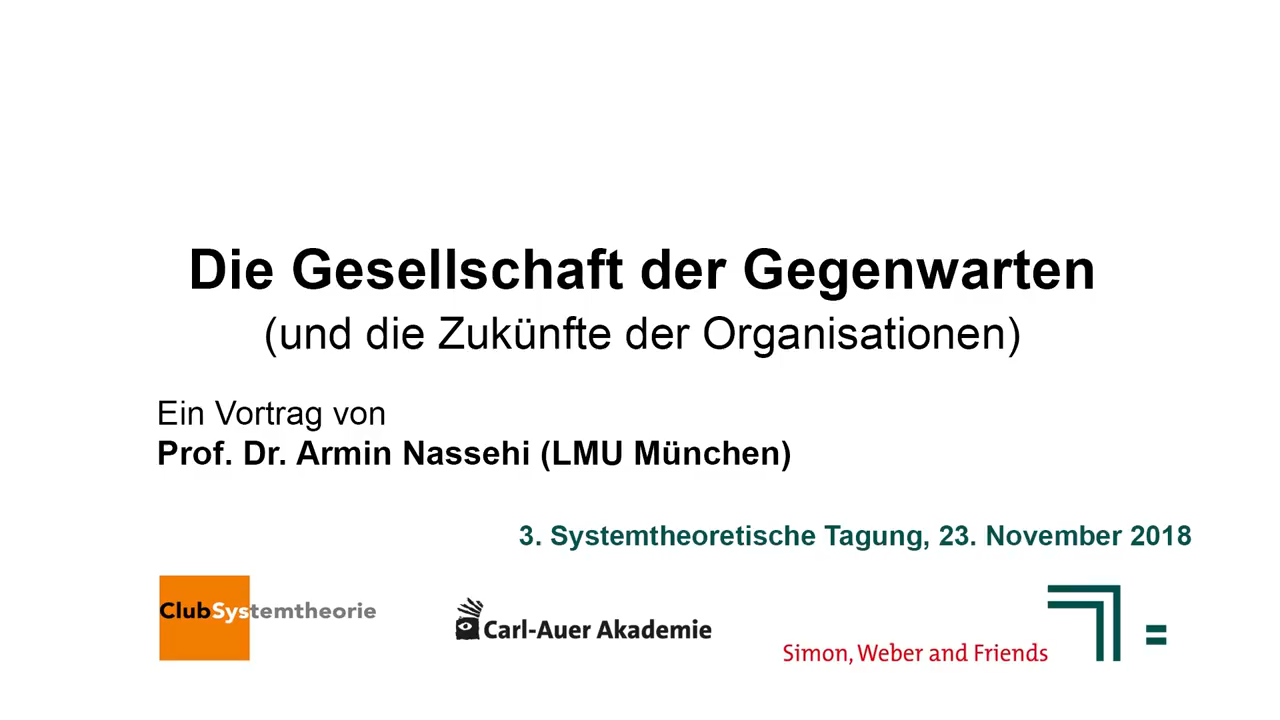 Die Gesellschaft der Gegenwarten
(und die Zukünfte der Organisationen)
Ein Vortrag von
Prof. Dr. Armin Nassehi (LMU München)
3. Systemtheoretische Tagung, 23. November 2018
ClubSystemtheorie
Carl-Auer Akademie
Simon, Weber and Friends